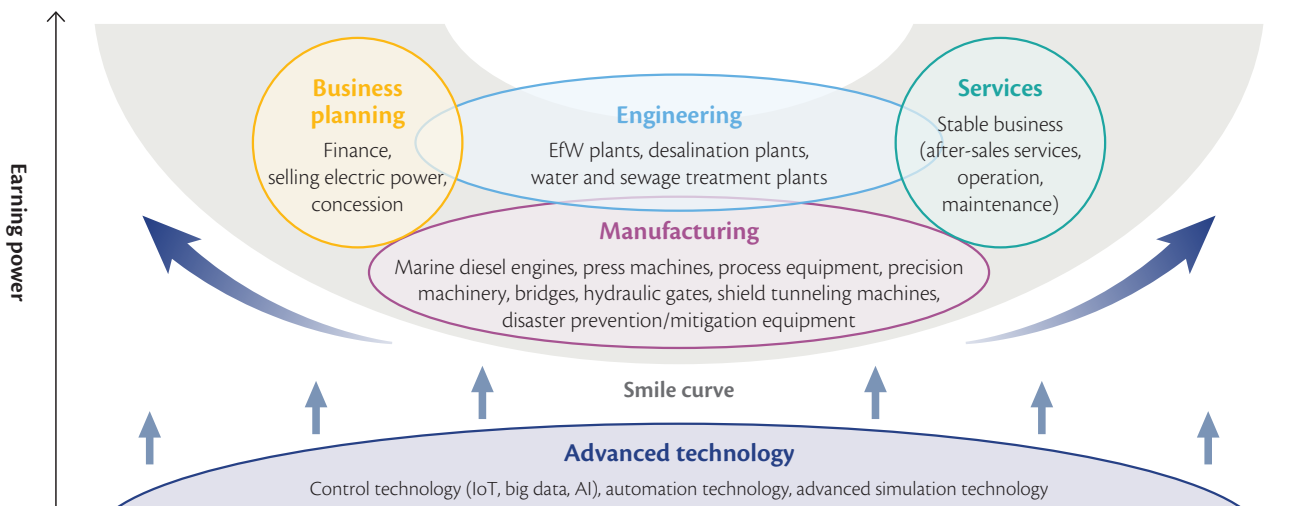 Earning power
Business
planning
Finance,
selling electric power,
concession
Engineering
EfW plants, desalination plants,
water and sewage treatment plants
Services
Stable business
(after-sales services,
operation,
maintenance)
Manufacturing
Marine diesel engines, press machines, process equipment, precision
machinery, bridges, hydraulic gates, shield tunneling machines,
disaster prevention/mitigation equipment
Smile curve
Advanced technology
Control technology (IoT, big data, AI), automation technology, advanced simulation technology